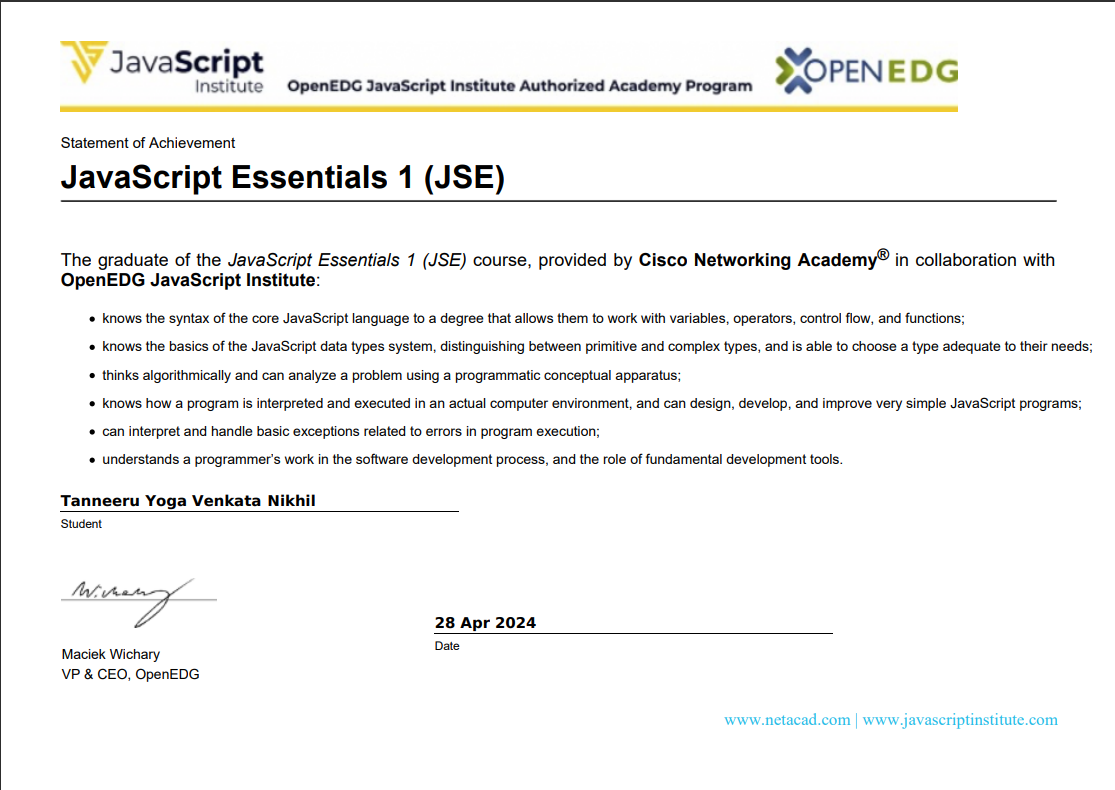 JavaScript
Institute
OpenEDG JavaScript Institute Authorized Academy Program
OPENEDG
Statement of Achievement
JavaScript Essentials 1 (JSE)
The graduate of the JavaScript Essentials 1 (JSE) course, provided by Cisco Networking Academy® in collaboration with
OpenEDG JavaScript Institute:
• knows the syntax of the core JavaScript language to a degree that allows them to work with variables, operators, control flow, and functions;
• knows the basics of the JavaScript data types system, distinguishing between primitive and complex types, and is able to choose a type adequate to their needs;
• thinks algorithmically and can analyze a problem using a programmatic conceptual apparatus;
• knows how a program is interpreted and executed in an actual computer environment, and can design, develop, and improve very simple JavaScript programs;
• can interpret and handle basic exceptions related to errors in program execution;
• understands a programmer’s work in the software development process, and the role of fundamental development tools.
Tanneeru Yoga Venkata Nikhil
Student
W.chary
28 Apr 2024
Date
Maciek Wichary
VP & CEO, OpenEDG
www.netacad.com | www.javascriptinstitute.com